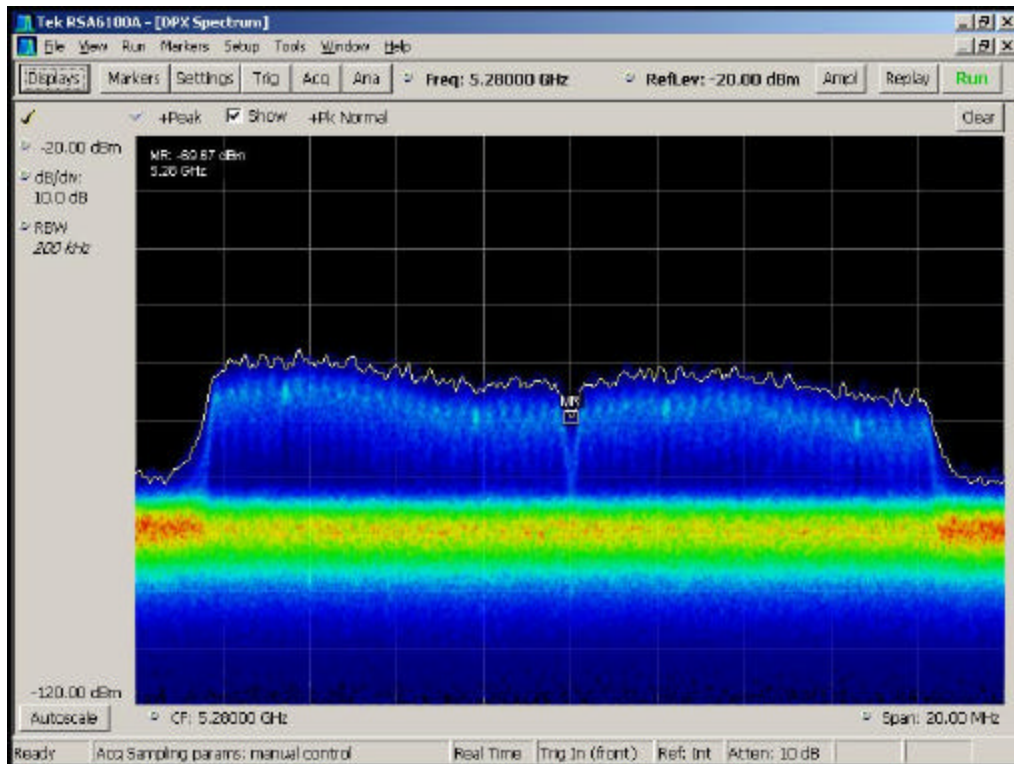 Tek RSA6100A - [DPX Spectrum]
File View Run Markers Setup Tools Window Help
Displays Markers Settings Trig Acq Ana Freq: 5.28000 GHz RefLev: -20.00 dBm Ampl Replay Run
+Peak Show +Pk Normal Clear
-20.00 dBm
dB/div:
10.0 dB
RBW
200 kHz
MR: -69.67 dBm
5.28 GHz
MR
-120.00 dBm
Autoscale CF: 5.28000 GHz Span: 20.00 MHz
Ready Acq Sampling params: manual control Real Time Trig In (front) Ref: Int Atten: 10 dB